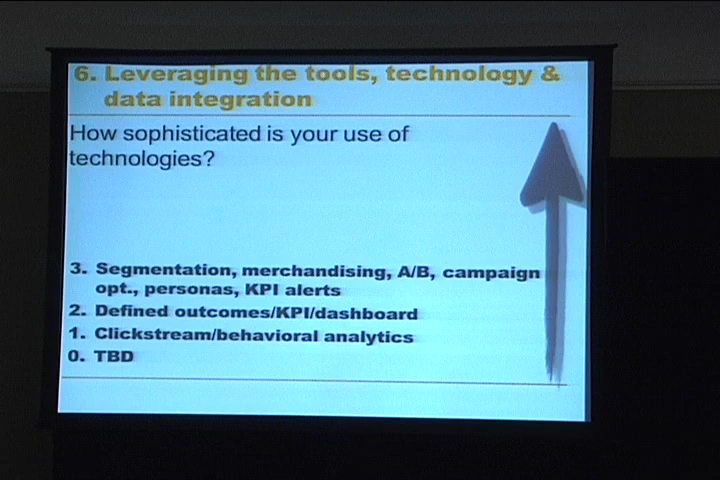 6. Leveraging the tools, technology &
data integration
How sophisticated is your use of
technologies?
3. Segmentation, merchandising, A/B, campaign
opt., personas, KPI alerts
2. Defined outcomes/KPI/dashboard
1. Clickstream/behavioral analytics
0. TBD